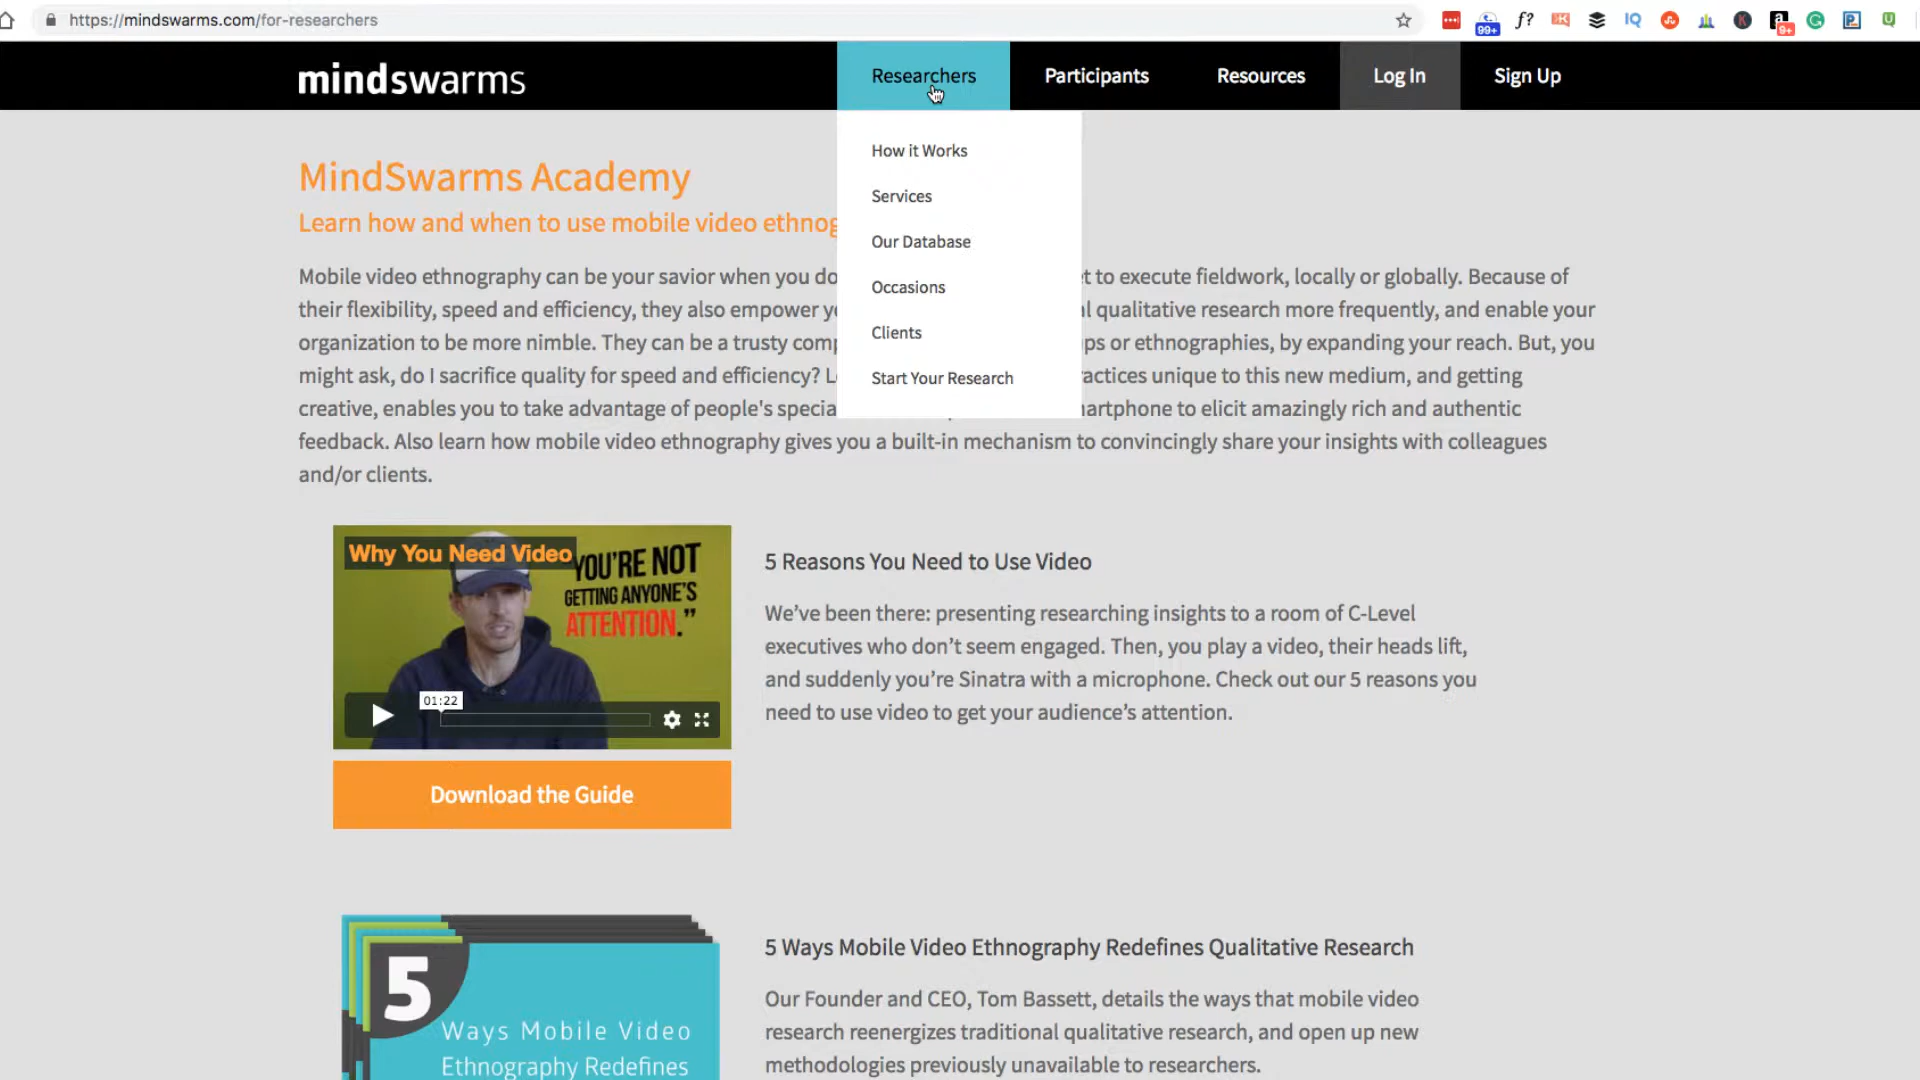 https://mindswarms.com/for-researchers
99+
f?
IQ
K
a
9+
mindswarms
Researchers
Participants
Resources
Log In
Sign Up
How it Works
Services
Our Database
Occasions
Clients
Start Your Research
MindSwarms Academy
Learn how and when to use mobile video ethnog
Mobile video ethnography can be your savior when you do t to execute fieldwork, locally or globally. Because of
their flexibility, speed and efficiency, they also empower y l qualitative research more frequently, and enable your
organization to be more nimble. They can be a trusty comp ps or ethnographies, by expanding your reach. But, you
might ask, do I sacrifice quality for speed and efficiency? L actices unique to this new medium, and getting
creative, enables you to take advantage of people's specia artphone to elicit amazingly rich and authentic
feedback. Also learn how mobile video ethnography gives you a built-in mechanism to convincingly share your insights with colleagues
and/or clients.
Why You Need Video
YOU'RE NOT
GETTING ANYONE'S
ATTENTION."
01:22
Download the Guide
5 Reasons You Need to Use Video
We’ve been there: presenting researching insights to a room of C-Level
executives who don’t seem engaged. Then, you play a video, their heads lift,
and suddenly you’re Sinatra with a microphone. Check out our 5 reasons you
need to use video to get your audience’s attention.
5
Ways Mobile Video
Ethnography Redefines
5 Ways Mobile Video Ethnography Redefines Qualitative Research
Our Founder and CEO, Tom Bassett, details the ways that mobile video
research reenergizes traditional qualitative research, and open up new
methodologies previously unavailable to researchers.